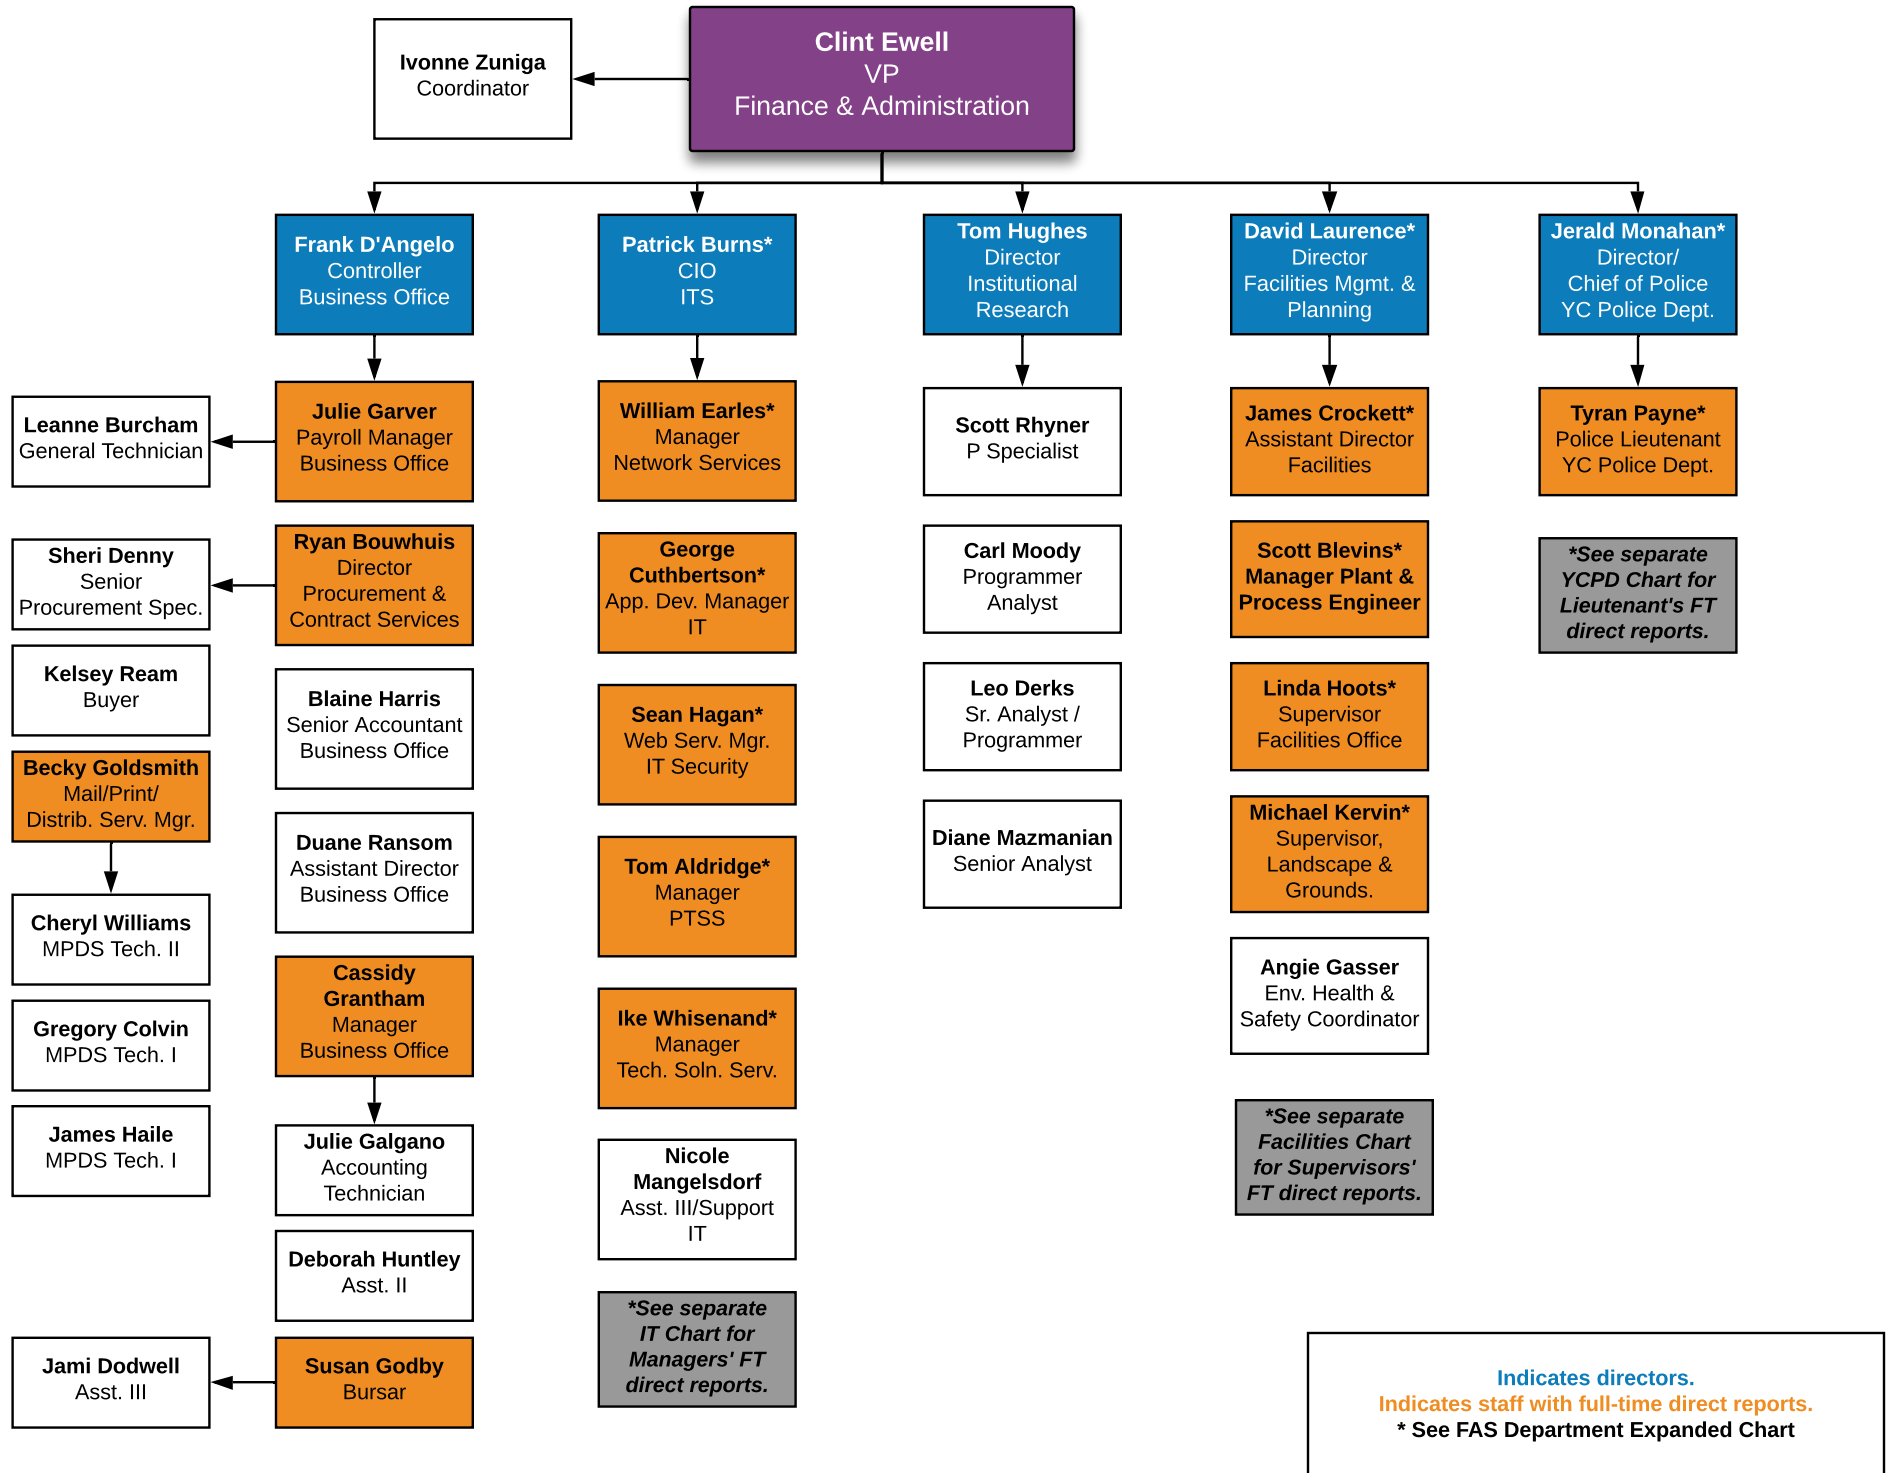 Ivonne Zuniga
Coordinator
Clint Ewell
VP
Finance & Administration
Frank D'Angelo
Controller
Business Office
Patrick Burns*
CIO
ITS
Tom Hughes
Director
Institutional
Research
David Laurence*
Director
Facilities Mgmt. &
Planning
Jerald Monahan*
Director/
Chief of Police
YC Police Dept.
Leanne Burcham
General Technician
Julie Garver
Payroll Manager
Business Office
Sheri Denny
Senior
Procurement Spec.
Ryan Bouwhuis
Director
Procurement &
Contract Services
Kelsey Ream
Buyer
Becky Goldsmith
Mail/Print/
Distrib. Serv. Mgr.
Cheryl Williams
MPDS Tech. II
Gregory Colvin
MPDS Tech. I
James Haile
MPDS Tech. I
Blaine Harris
Senior Accountant
Business Office
Duane Ransom
Assistant Director
Business Office
Cassidy
Grantham
Manager
Business Office
Julie Galgano
Accounting
Technician
Deborah Huntley
Asst. II
Jami Dodwell
Asst. III
Susan Godby
Bursar
William Earles*
Manager
Network Services
George
Cuthbertson*
App. Dev. Manager
IT
Sean Hagan*
Web Serv. Mgr.
IT Security
Tom Aldridge*
Manager
PTSS
Ike Whisenand*
Manager
Tech. Soln. Serv.
Nicole
Mangelsdorf
Asst. III/Support
IT
*See separate
IT Chart for
Managers' FT
direct reports.
Scott Rhyner
P Specialist
Carl Moody
Programmer
Analyst
Leo Derks
Sr. Analyst /
Programmer
Diane Mazmanian
Senior Analyst
James Crockett*
Assistant Director
Facilities
Scott Blevins*
Manager Plant &
Process Engineer
Linda Hoots*
Supervisor
Facilities Office
Michael Kervin*
Supervisor,
Landscape &
Grounds.
Angie Gasser
Env. Health &
Safety Coordinator
*See separate
Facilities Chart
for Supervisors'
FT direct reports.
Tyran Payne*
Police Lieutenant
YC Police Dept.
*See separate
YCPD Chart for
Lieutenant's FT
direct reports.
Indicates directors.
Indicates staff with full-time direct reports.
* See FAS Department Expanded Chart